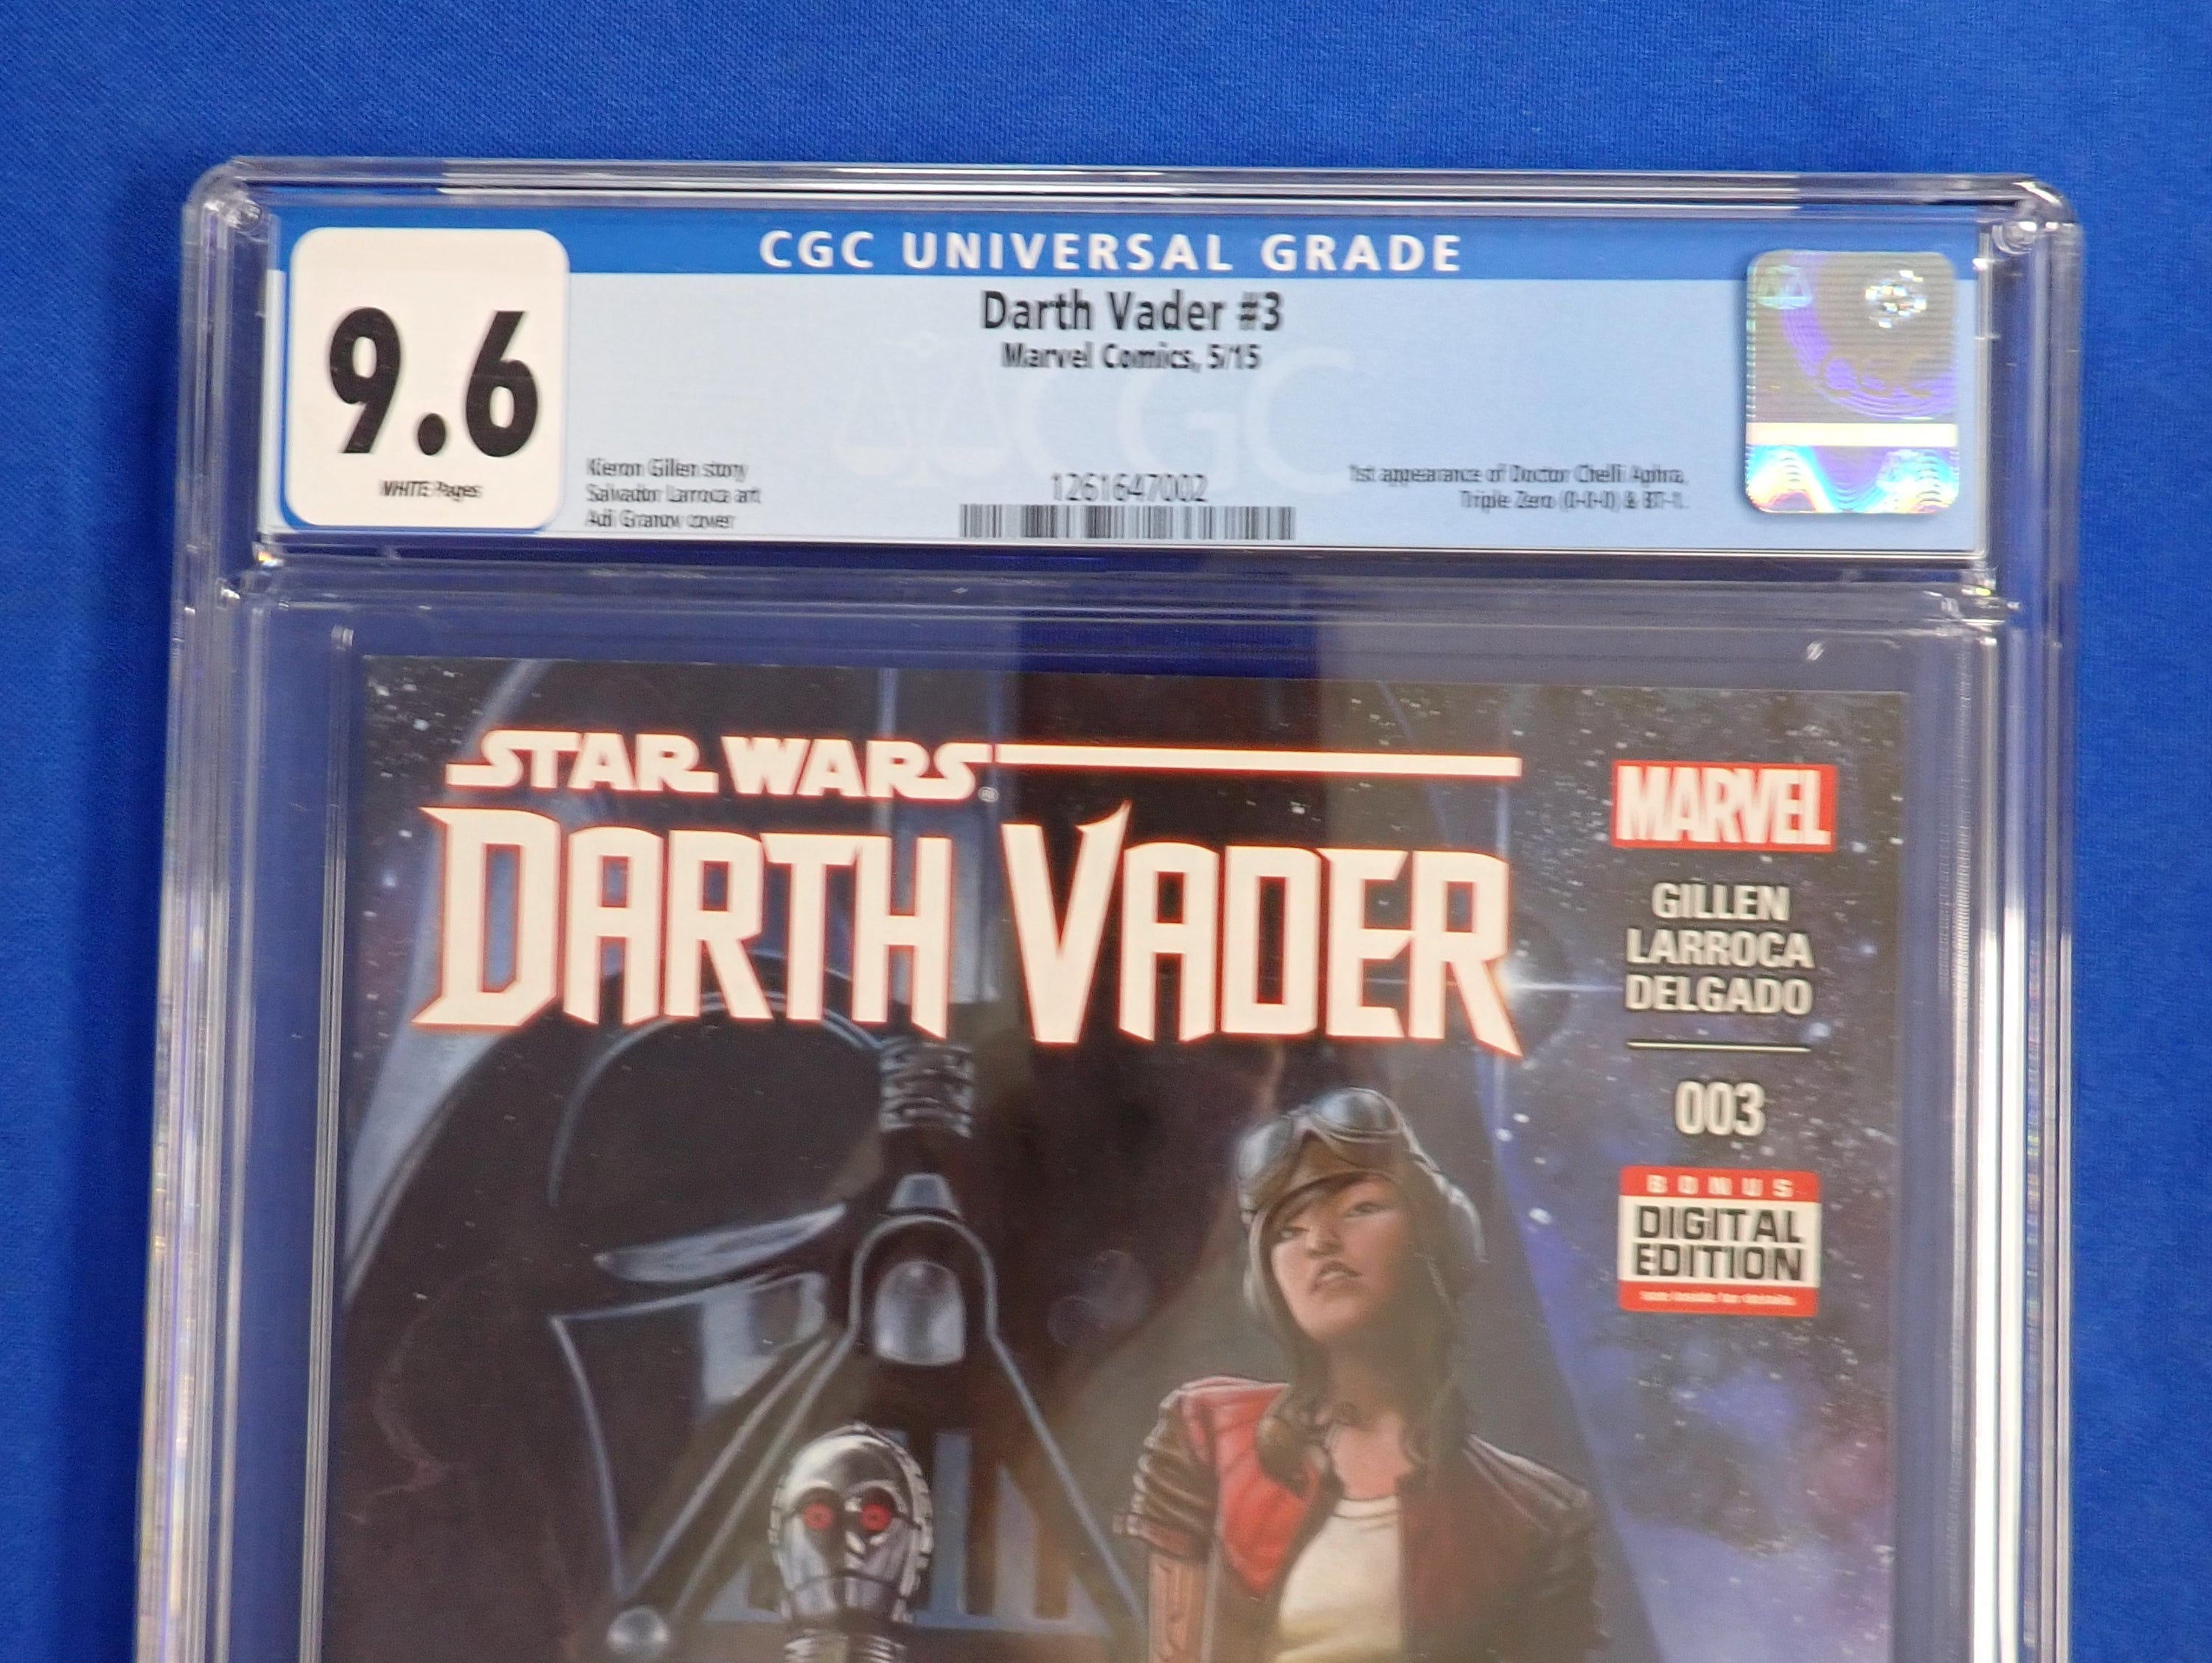 CGC UNIVERSAL GRADE
9.6
WHITE Pages
Darth Vader #3
Marvel Comics, 5/15
CGC
Kieron Gillen story
Salvador Larroca art
Adi Granov cover
1261647002
1st appearance of Doctor Chelli Aphra,
Triple Zero (0-0-0) & BT-1.
STAR WARS®
DARTH VADER
MARVEL
GILLEN
LARROCA
DELGADO
003
BONUS
DIGITAL
EDITION